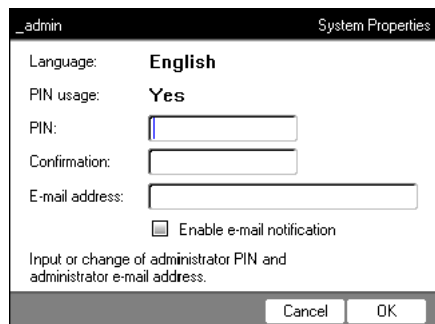 _admin System Properties
Language: English
PIN usage: Yes
PIN:
Confirmation:
E-mail address:
Enable e-mail notification
Input or change of administrator PIN and
administrator e-mail address.
Cancel OK